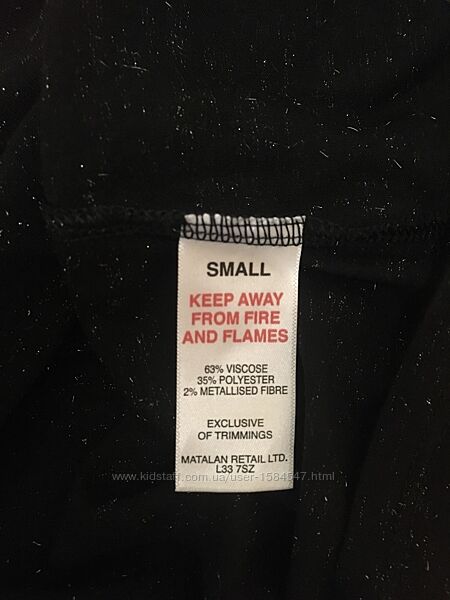 SMALL
KEEP AWAY
FROM FIRE
AND FLAMES
63% VISCOSE
35% POLYESTER
2% METALLISED FIBRE
EXCLUSIVE
OF TRIMMINGS
MATALAN RETAIL LTD.
L33 7SZ
www.kidstaff.com.ua/user-1584547.html